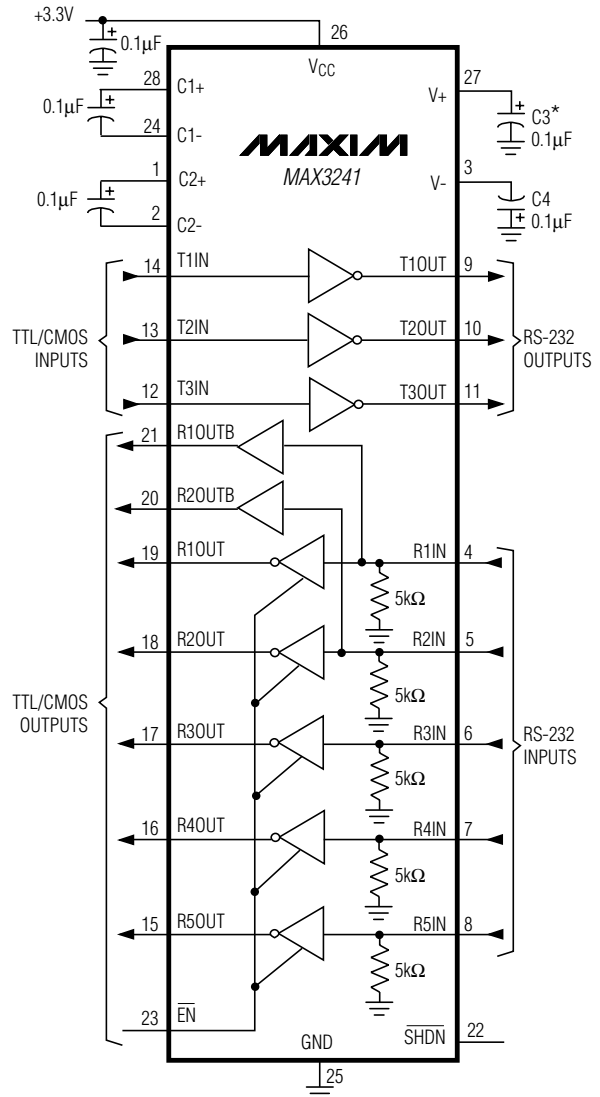 +3.3V
26
0.1µF
VCC
28
C1+
27
V+
0.1µF
C3*
24
C1-
0.1µF
MAXIM
MAX3241
1
C2+
3
V-
C4
0.1µF
2
C2-
0.1µF
14
T1IN
T1OUT
9
TTL/CMOS
INPUTS
13
T2IN
T2OUT
10
RS-232
OUTPUTS
12
T3IN
T3OUT
11
21
R1OUTB
20
R2OUTB
19
R1OUT
R1IN
4
5kΩ
18
R2OUT
R2IN
5
5kΩ
TTL/CMOS
OUTPUTS
17
R3OUT
R3IN
6
RS-232
INPUTS
5kΩ
16
R4OUT
R4IN
7
5kΩ
15
R5OUT
R5IN
8
5kΩ
23
E̅N̅
GND
S̅H̅D̅N̅
22
25